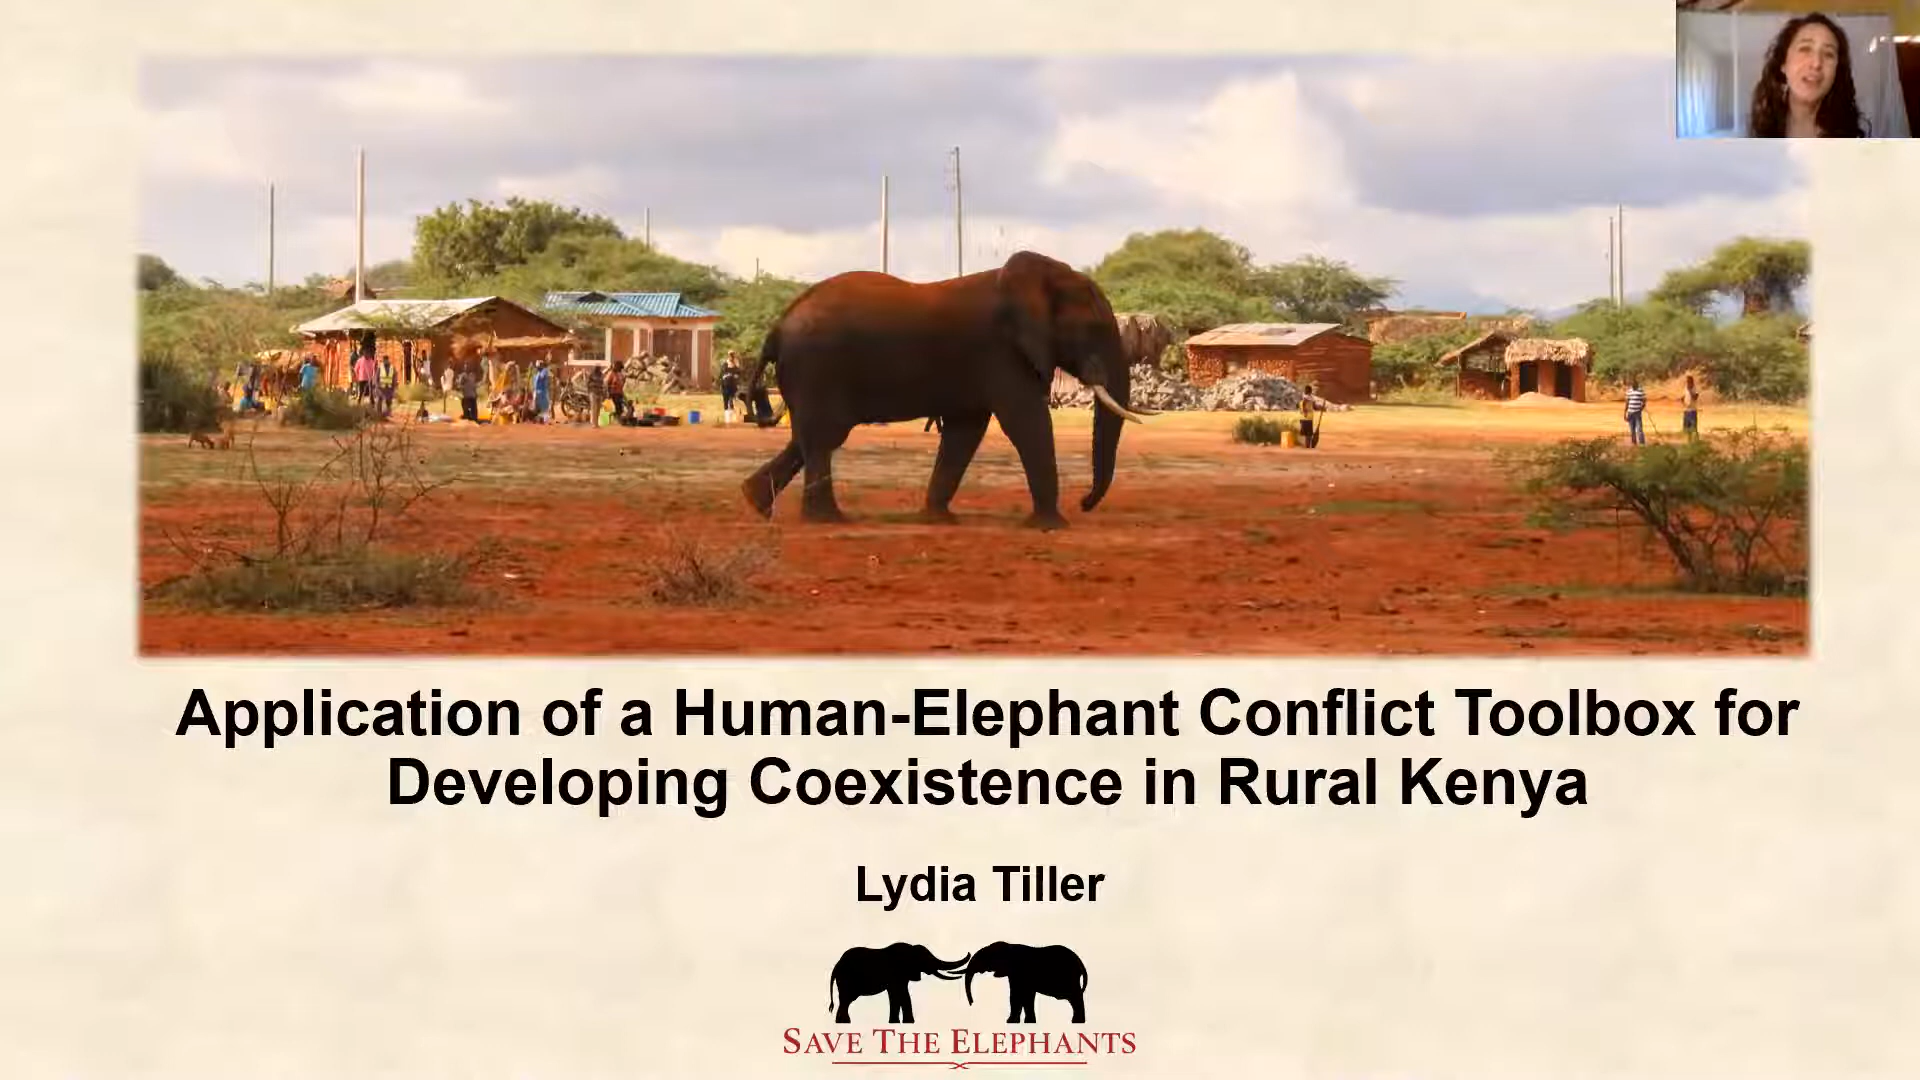 Application of a Human-Elephant Conflict Toolbox for
Developing Coexistence in Rural Kenya
Lydia Tiller
SAVE THE ELEPHANTS